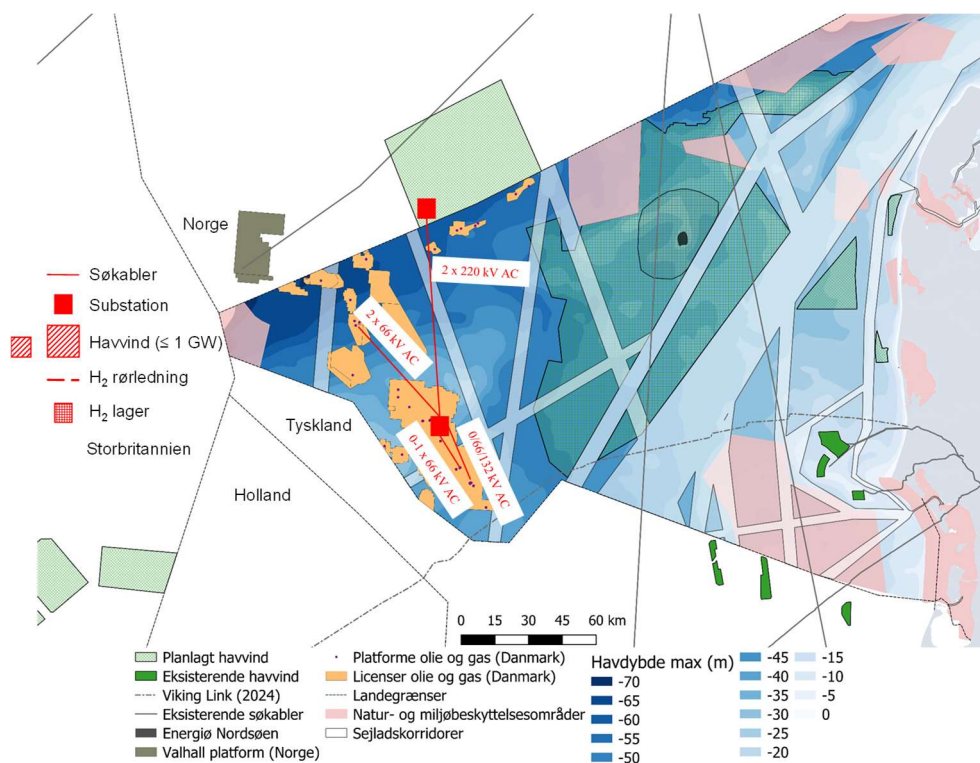 Norge
2 x 220 kV AC
Søkabler
Substation
Havvind (≤ 1 GW)
H₂ rørledning
H₂ lager
2 x 66 kV AC
Storbritannien
Tyskland
Holland
0-1 x 66 kV AC
0/66/132 kV AC
0 15 30 45 60 km
Planlagt havvind
Eksisterende havvind
Viking Link (2024)
Eksisterende søkabler
Energiø Nordsøen
Valhall platform (Norge)
Platforme olie og gas (Danmark)
Licenser olie og gas (Danmark)
Landegrænser
Natur- og miljøbeskyttelsesområder
Sejladskorridorer
Havdybde max (m)
-70
-65
-60
-55
-50
-45
-40
-35
-30
-25
-20
-15
-10
-5
0